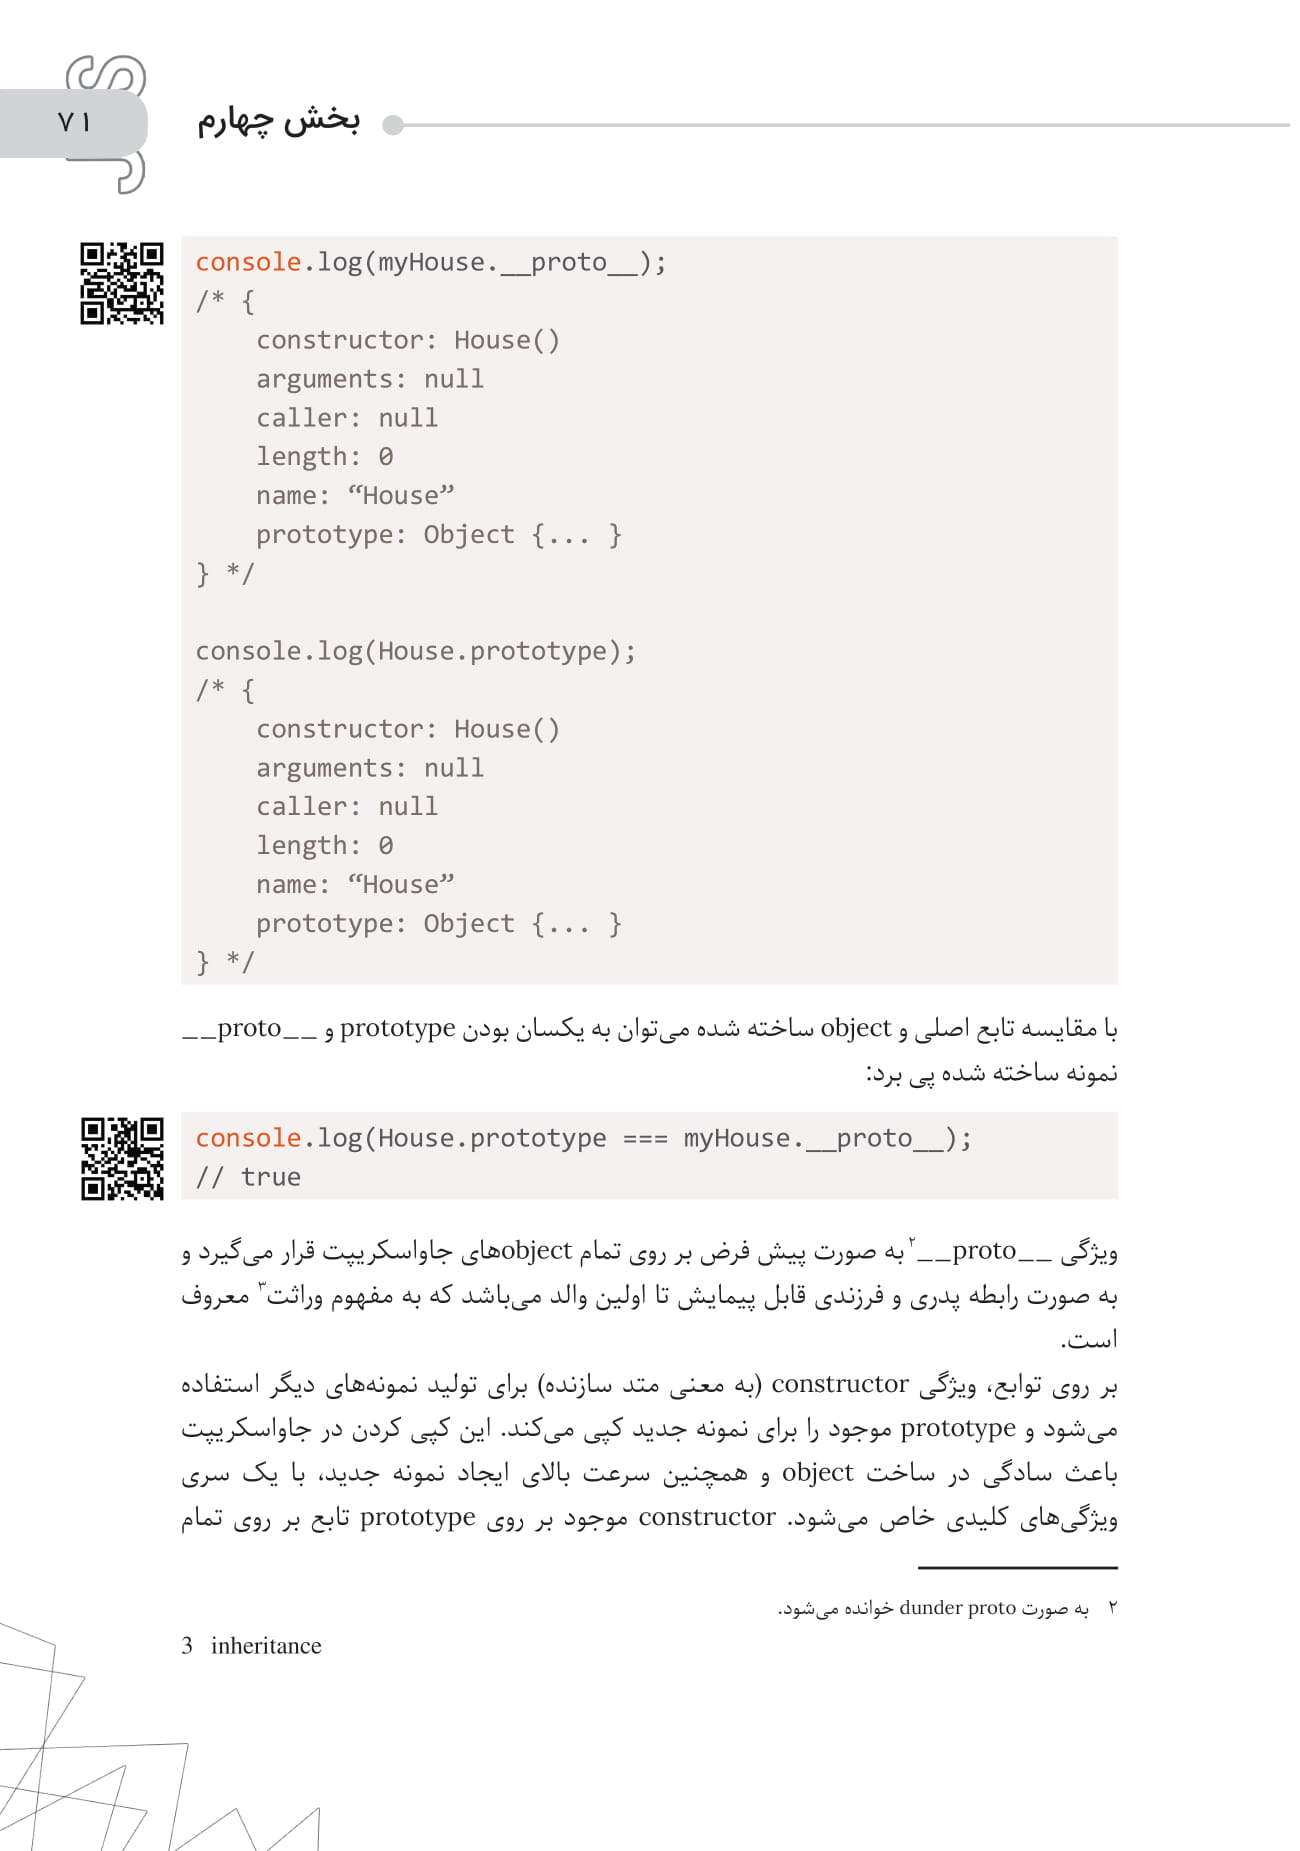 بخش چهارم
۷۱
JS
console.log(myHouse.__proto__);
/* {
    constructor: House()
    arguments: null
    caller: null
    length: 0
    name: “House”
    prototype: Object {... }
} */

console.log(House.prototype);
/* {
    constructor: House()
    arguments: null
    caller: null
    length: 0
    name: “House”
    prototype: Object {... }
} */
با مقایسه تابع اصلی و object ساخته شده می‌توان به یکسان بودن prototype و __proto__
نمونه ساخته شده پی برد:
console.log(House.prototype === myHouse.__proto__);
// true
ویژگی __proto__۲ به صورت پیش فرض بر روی تمام objectهای جاواسکریپت قرار می‌گیرد و
به صورت رابطه پدری و فرزندی قابل پیمایش تا اولین والد می‌باشد که به مفهوم وراثت۳ معروف
است.
بر روی توابع، ویژگی constructor (به معنی متد سازنده) برای تولید نمونه‌های دیگر استفاده
می‌شود و prototype موجود را برای نمونه جدید کپی می‌کند. این کپی کردن در جاواسکریپت
باعث سادگی در ساخت object و همچنین سرعت بالای ایجاد نمونه جدید، با یک سری
ویژگی‌های کلیدی خاص می‌شود. constructor موجود بر روی prototype تابع بر روی تمام
۲ به صورت dunder proto خوانده می‌شود.
3 inheritance